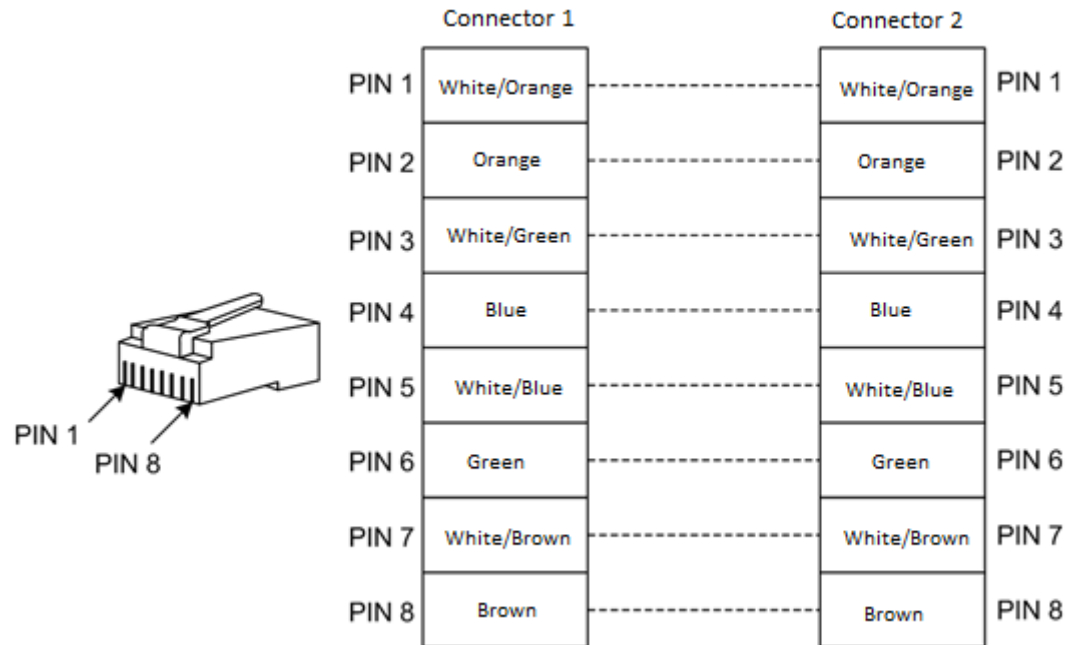 Connector 1 Connector 2
PIN 1 White/Orange White/Orange PIN 1
PIN 2 Orange Orange PIN 2
PIN 3 White/Green White/Green PIN 3
PIN 4 Blue Blue PIN 4
PIN 5 White/Blue White/Blue PIN 5
PIN 6 Green Green PIN 6
PIN 7 White/Brown White/Brown PIN 7
PIN 8 Brown Brown PIN 8
PIN 1
PIN 8